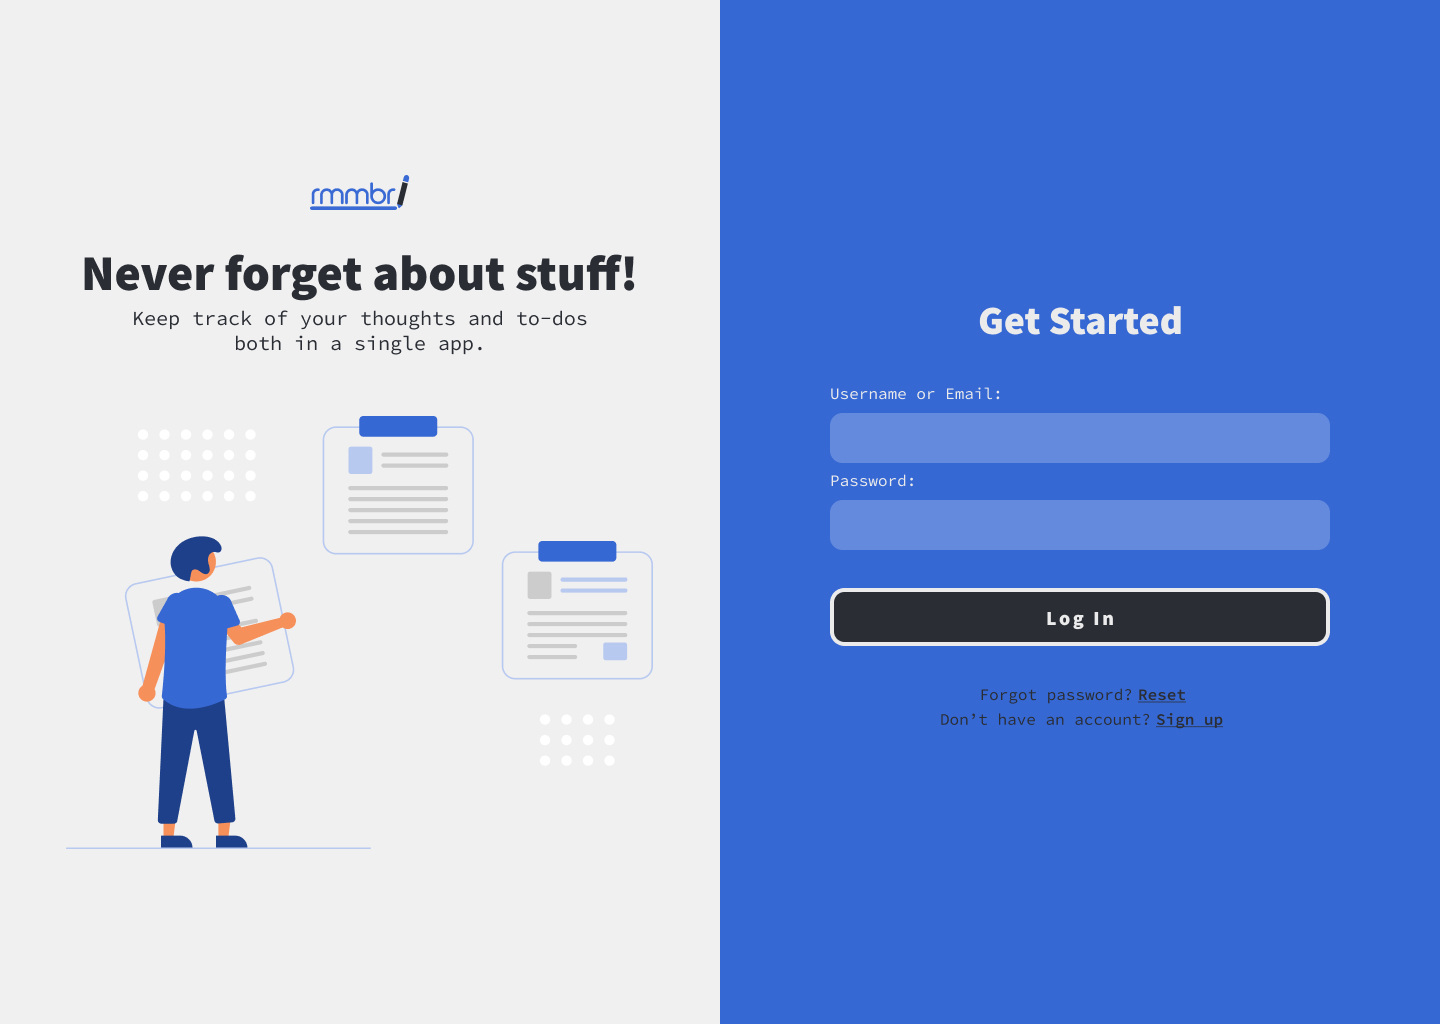 rmmbr
Never forget about stuff!
Keep track of your thoughts and to-dos
both in a single app.
Get Started
Username or Email:
Password:
Log In
Forgot password? Reset
Don’t have an account? Sign up